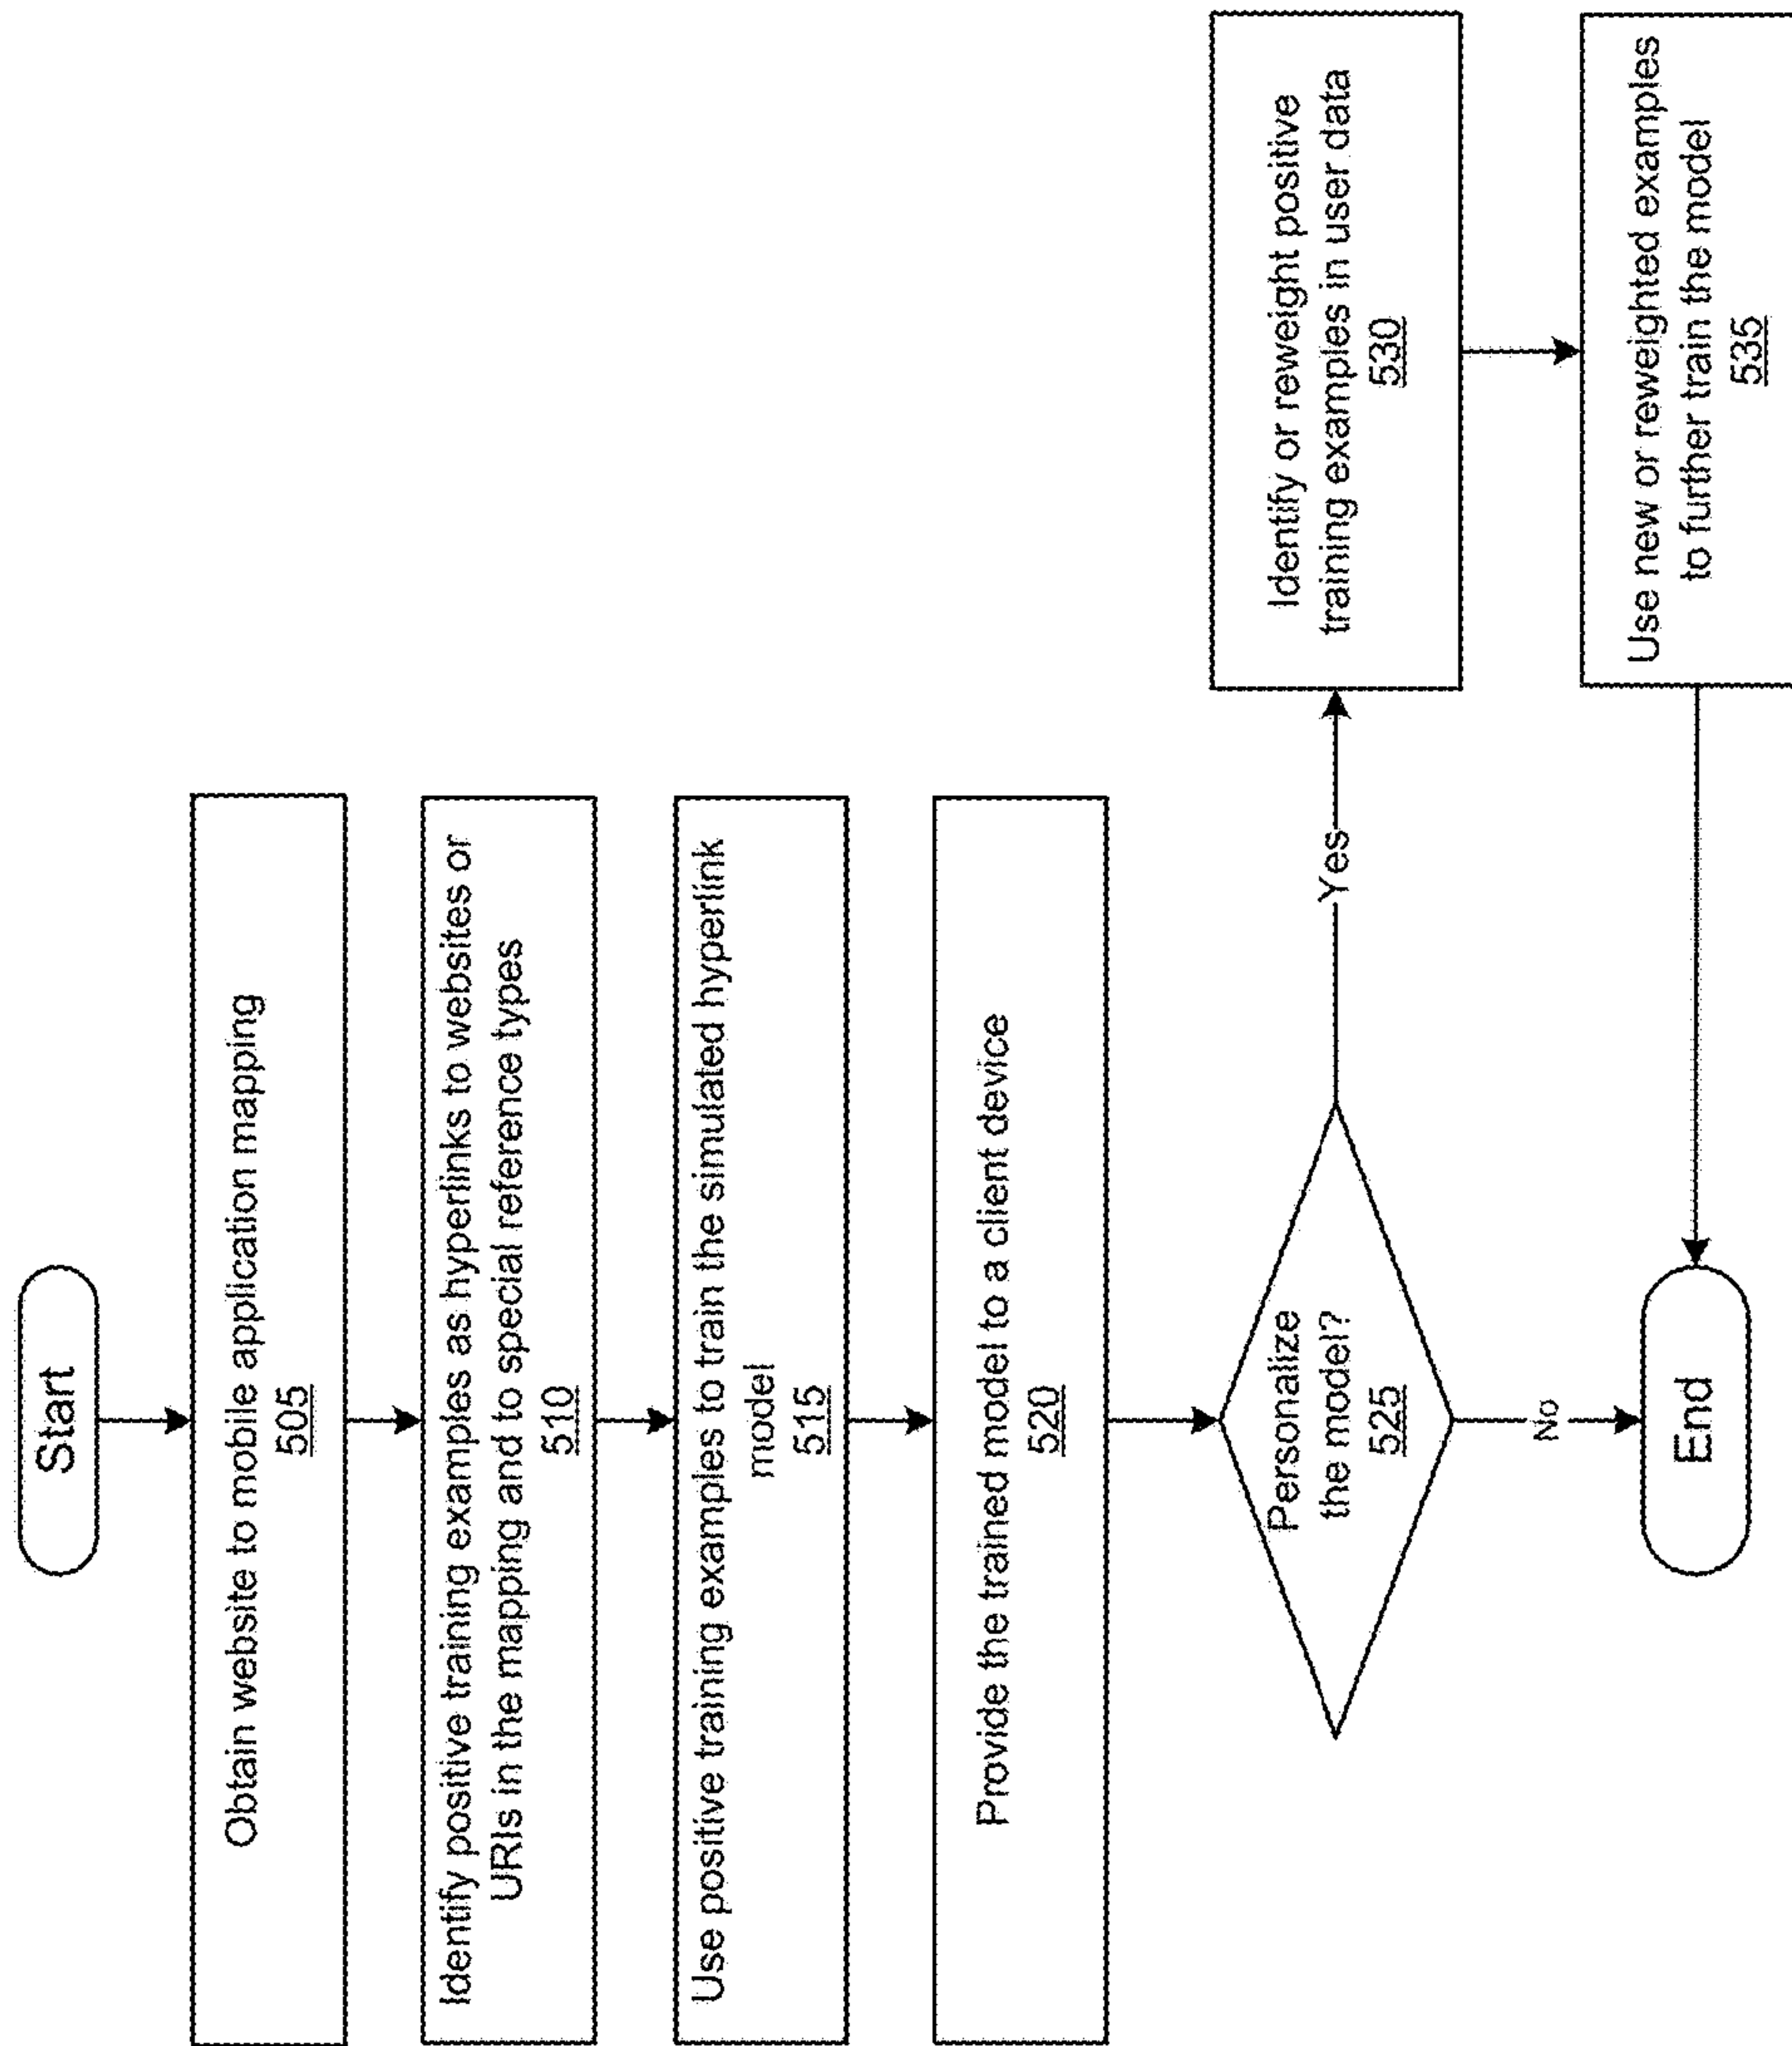 Start
Obtain website to mobile application mapping
505
Identify positive training examples as hyperlinks to websites or
URIs in the mapping and to special reference types
510
Use positive training examples to train the simulated hyperlink
model
515
Provide the trained model to a client device
520
Personalize
the model?
525
Yes
No
Identify or reweight positive
training examples in user data
530
Use new or reweighted examples
to further train the model
535
End